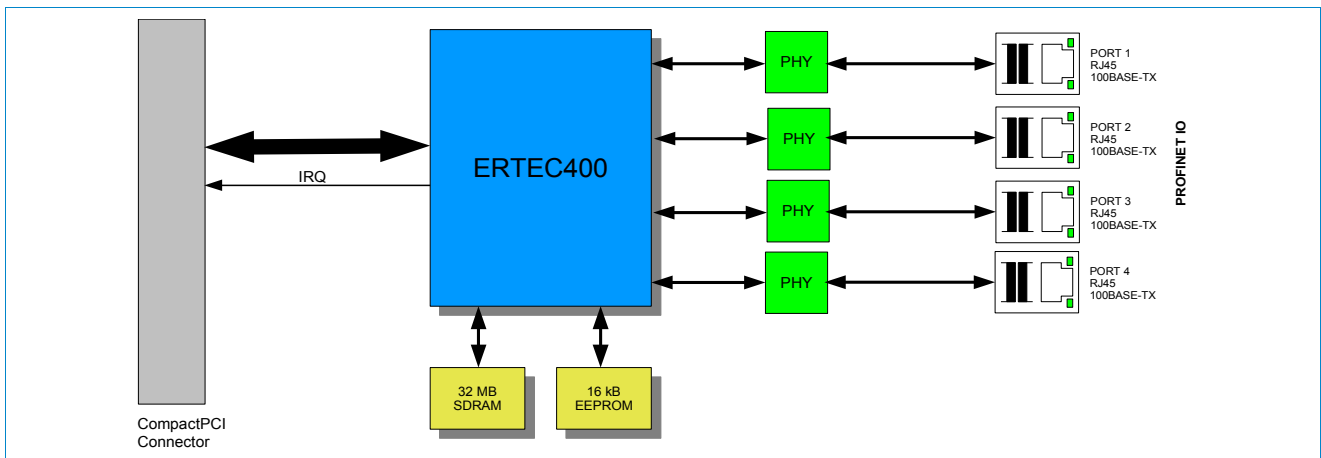 PHY
PORT 1
RJ45
100BASE-TX
PHY
PORT 2
RJ45
100BASE-TX
ERTEC400
IRQ
PHY
PORT 3
RJ45
100BASE-TX
PHY
PORT 4
RJ45
100BASE-TX
PROFINET IO
32 MB
SDRAM
16 kB
EEPROM
CompactPCI
Connector